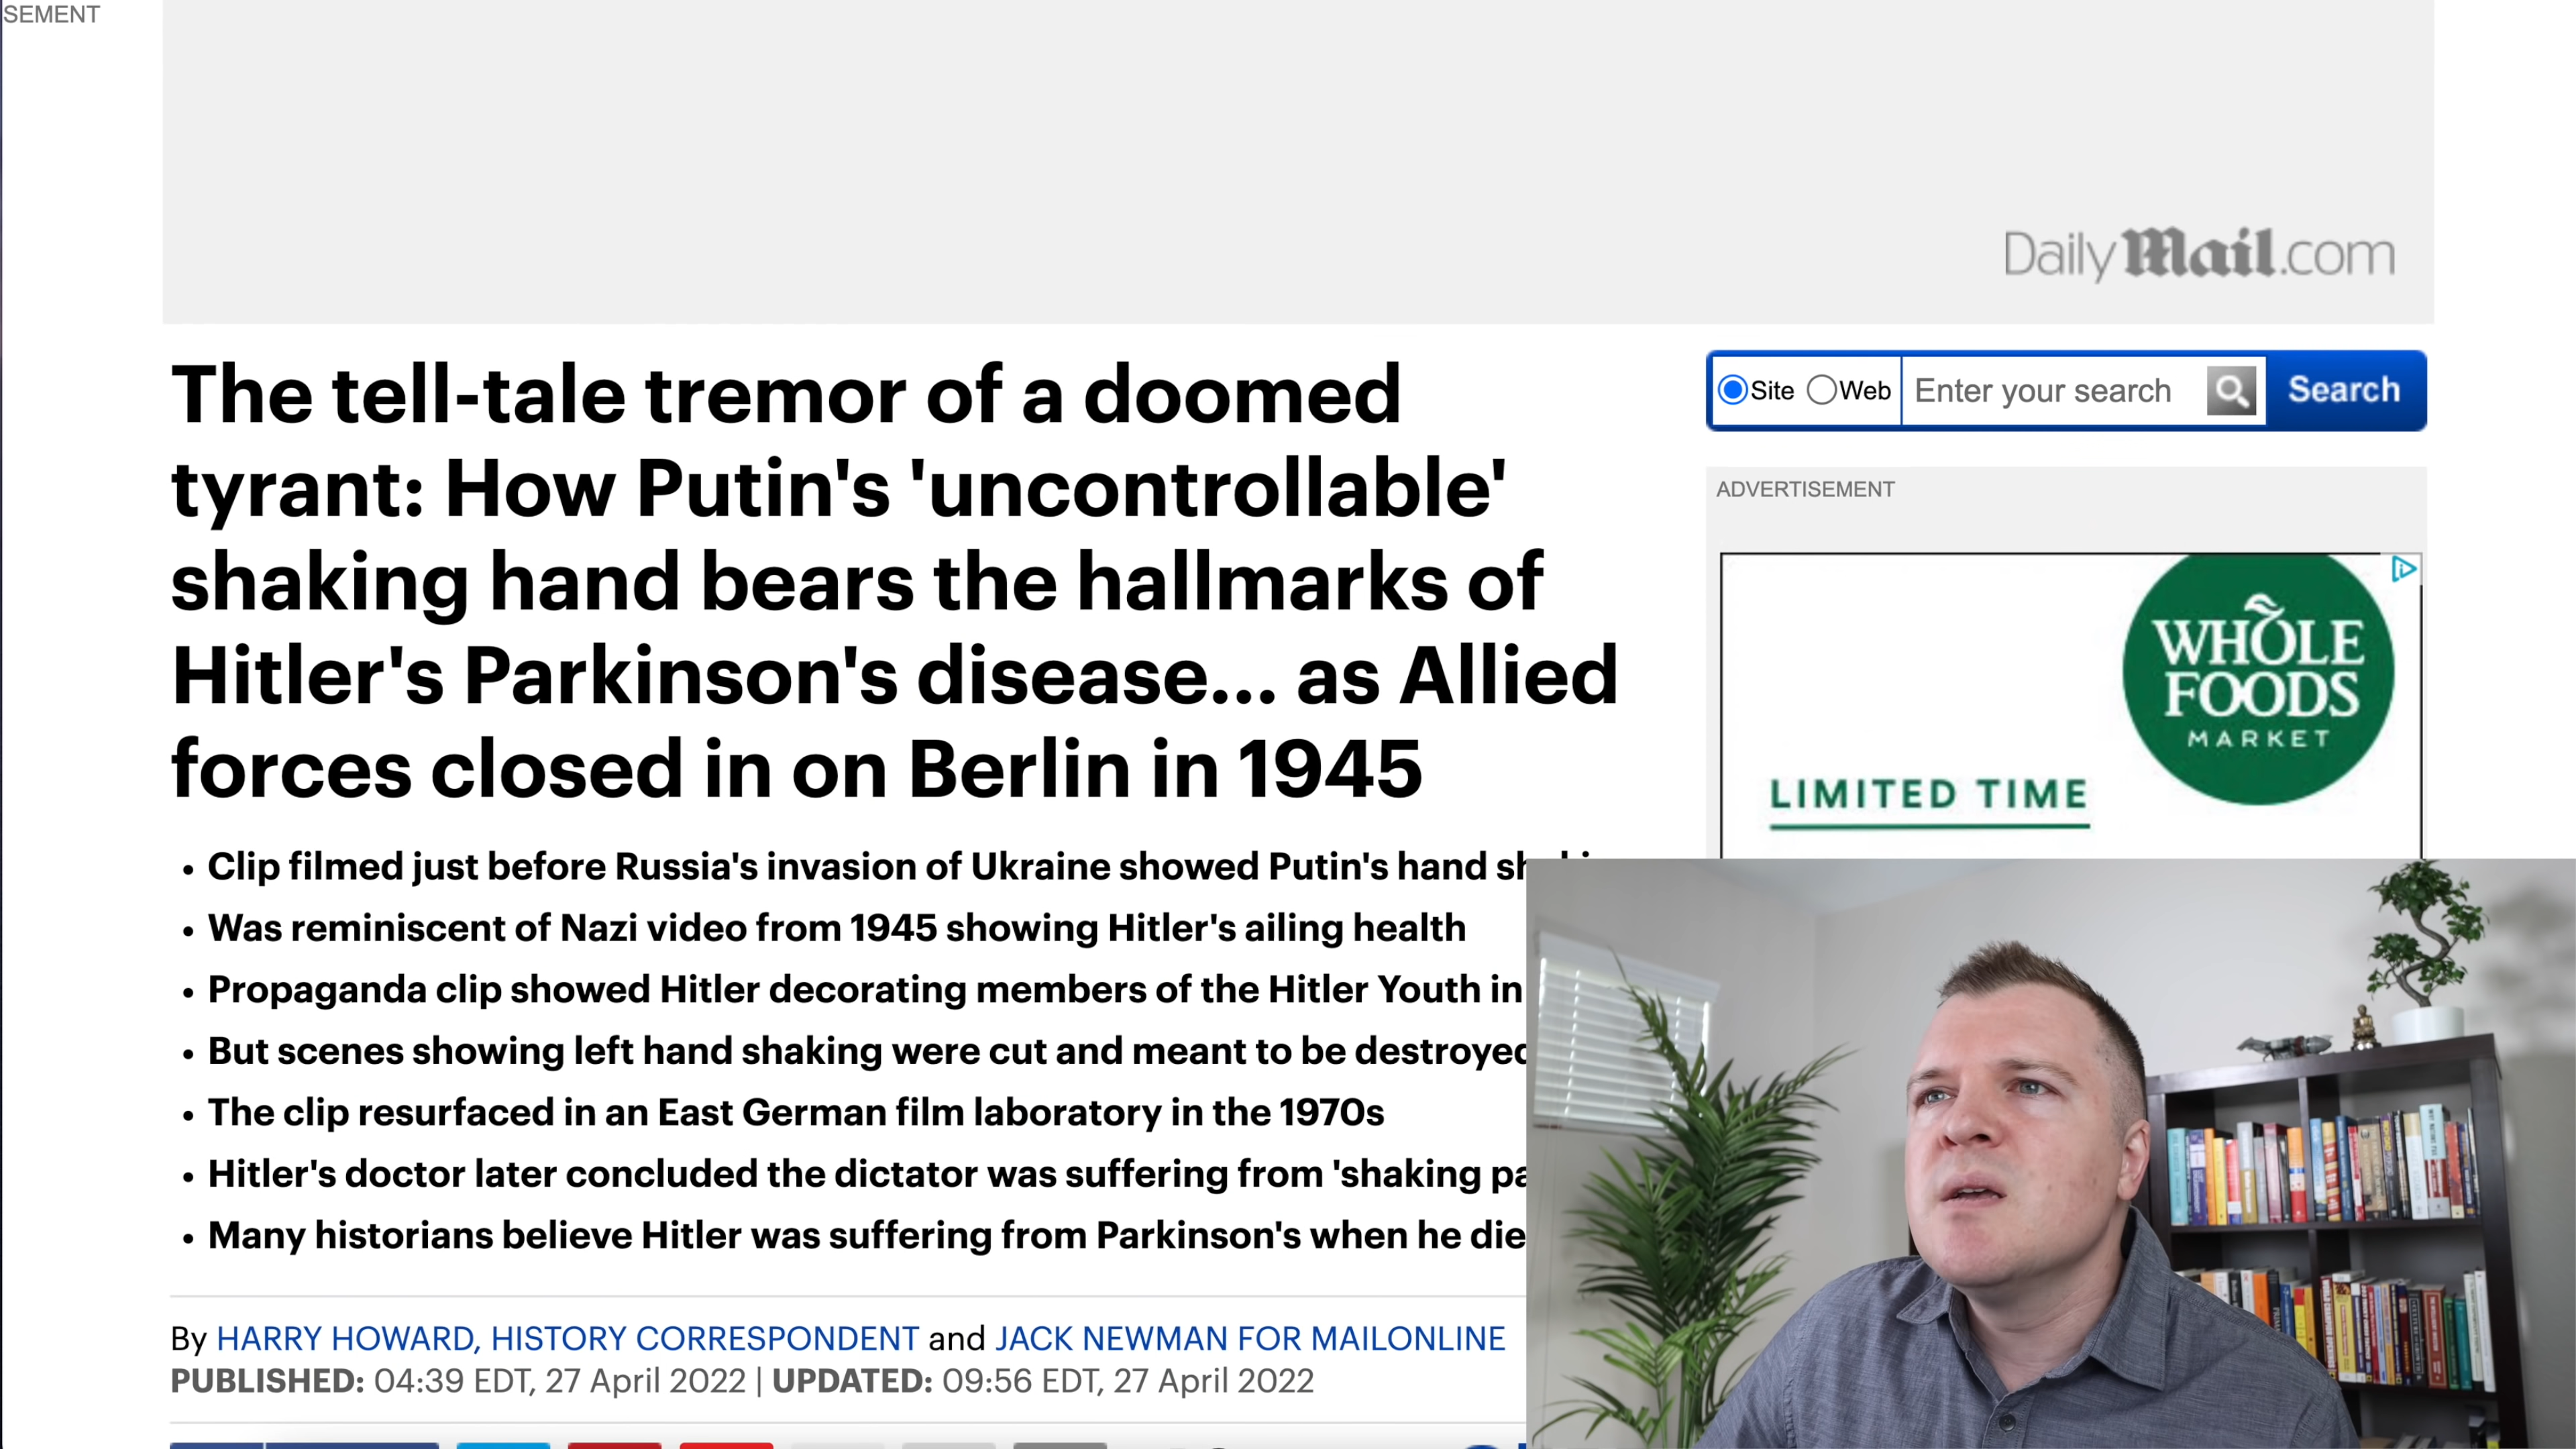 SEMENT
DailyMail.com
The tell-tale tremor of a doomed
tyrant: How Putin's 'uncontrollable'
shaking hand bears the hallmarks of
Hitler's Parkinson's disease... as Allied
forces closed in on Berlin in 1945
Site Web Enter your search Search
ADVERTISEMENT
WHOLE
FOODS
MARKET
LIMITED TIME
• Clip filmed just before Russia's invasion of Ukraine showed Putin's hand
• Was reminiscent of Nazi video from 1945 showing Hitler's ailing health
• Propaganda clip showed Hitler decorating members of the Hitler Youth in
• But scenes showing left hand shaking were cut and meant to be destroyed
• The clip resurfaced in an East German film laboratory in the 1970s
• Hitler's doctor later concluded the dictator was suffering from 'shaking pa
• Many historians believe Hitler was suffering from Parkinson's when he die
By HARRY HOWARD, HISTORY CORRESPONDENT and JACK NEWMAN FOR MAILONLINE
PUBLISHED: 04:39 EDT, 27 April 2022 | UPDATED: 09:56 EDT, 27 April 2022